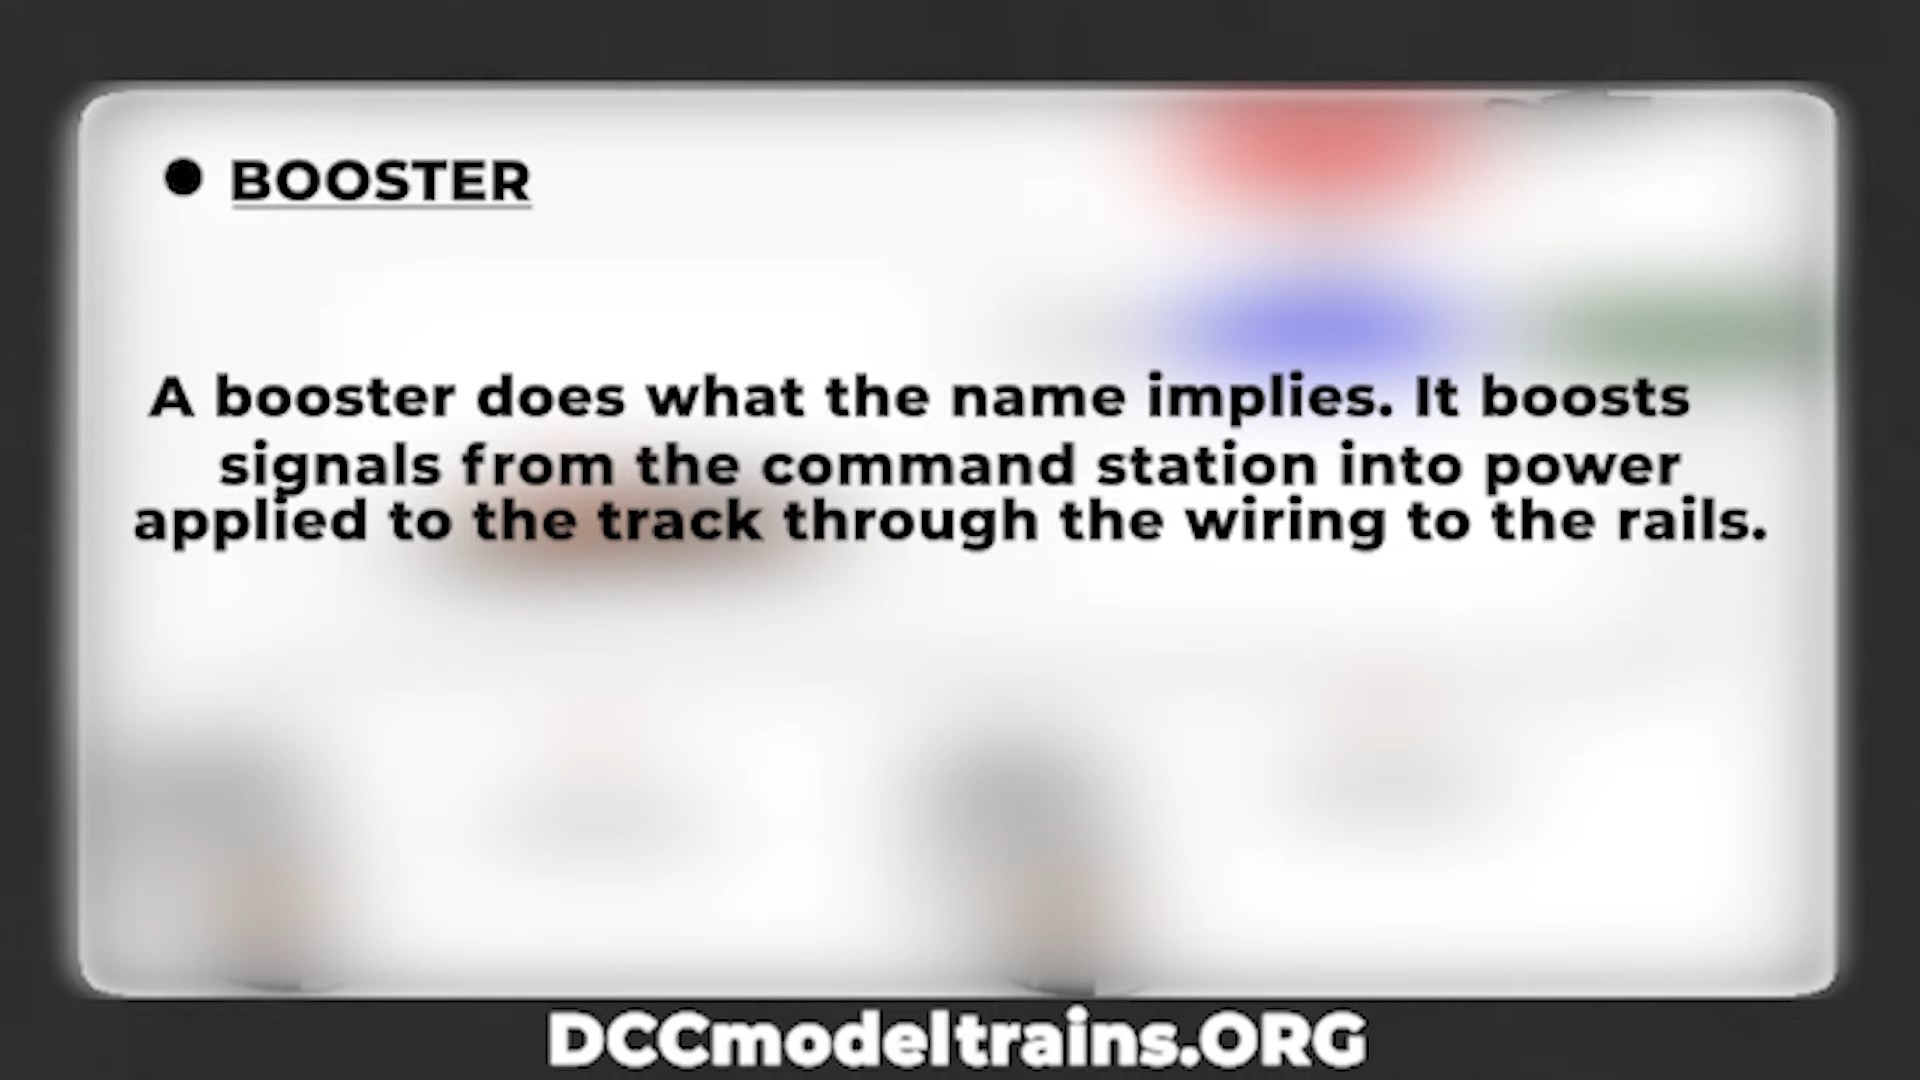 ● BOOSTER
A booster does what the name implies. It boosts
signals from the command station into power
applied to the track through the wiring to the rails.
DCCmodeltrains.ORG